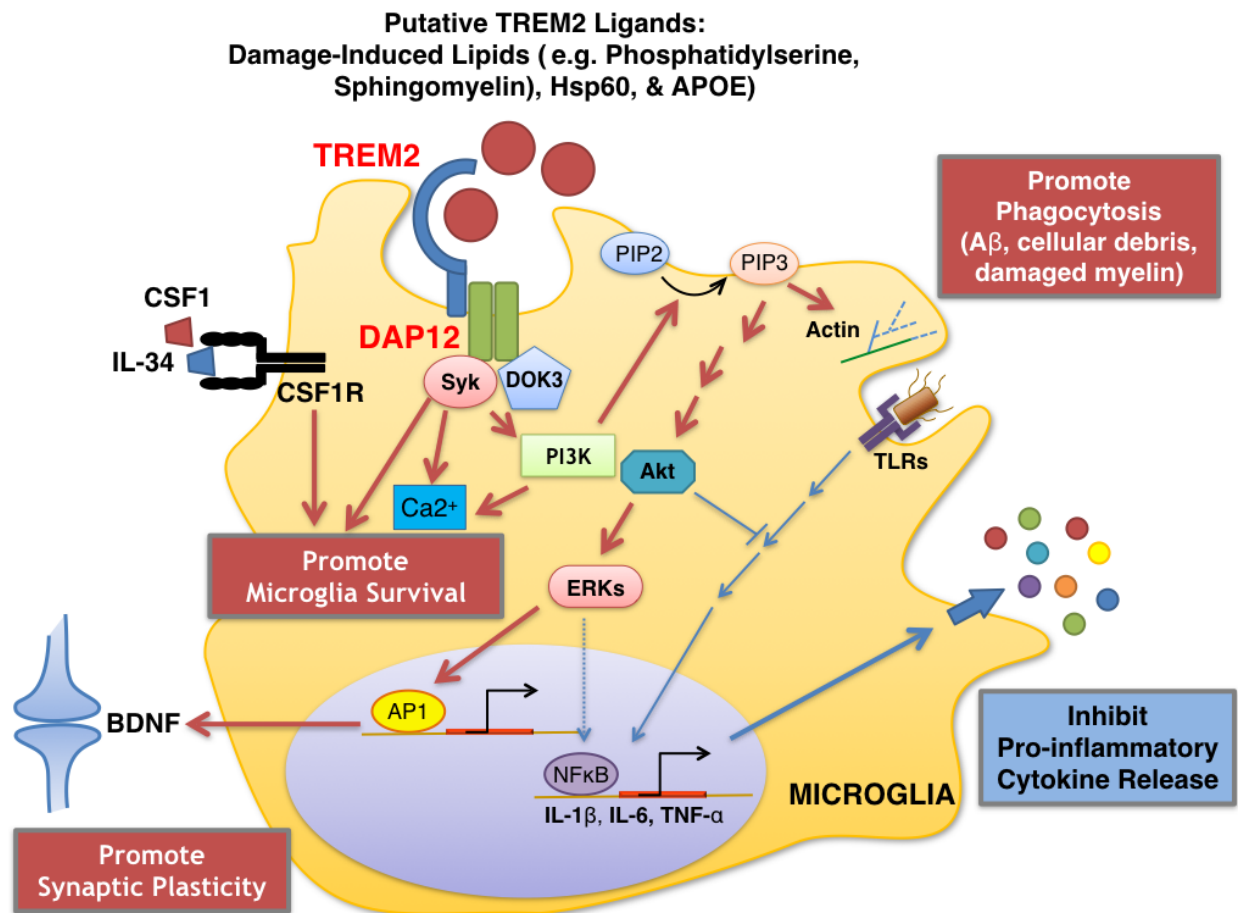 Putative TREM2 Ligands:
Damage-Induced Lipids ( e.g. Phosphatidylserine,
Sphingomyelin), Hsp60, & APOE)
TREM2
Promote
Phagocytosis
(Aβ, cellular debris,
damaged myelin)
PIP2
PIP3
CSF1
IL-34
CSF1R
DAP12
Actin
Syk
DOK3
TLRs
PI3K
Akt
Ca2+
Promote
Microglia Survival
ERKs
AP1
BDNF
NFκB
IL-1β, IL-6, TNF-α
MICROGLIA
Inhibit
Pro-inflammatory
Cytokine Release
Promote
Synaptic Plasticity